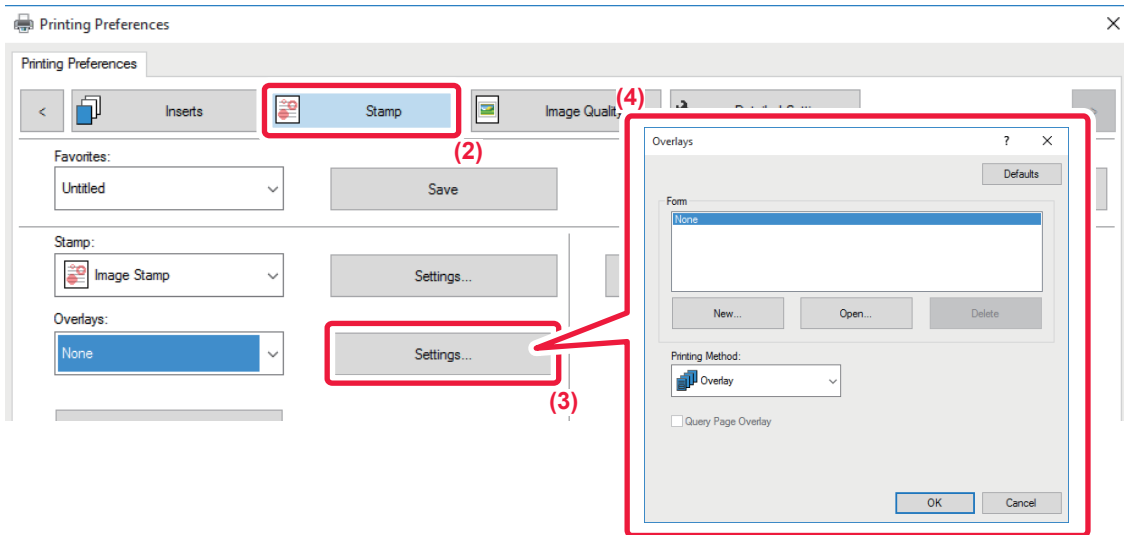 Printing Preferences
Printing Preferences
<
Inserts
Stamp
(2)
Image Quality
(4)
Favorites:
Untitled
Save
Stamp:
Image Stamp
Settings...
Overlays:
None
Settings...
(3)
Overlays
?
Defaults
Form
None
New...
Open...
Delete
Printing Method:
Overlay
Query Page Overlay
OK
Cancel